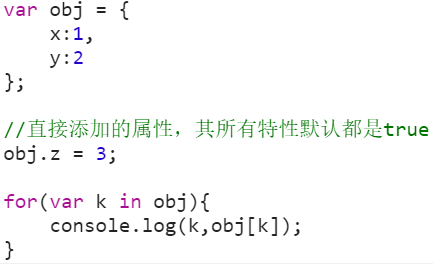 var obj = {
    x:1,
    y:2
};
//直接添加的属性，其所有特性默认都是true
obj.z = 3;
for(var k in obj){
    console.log(k,obj[k]);
}